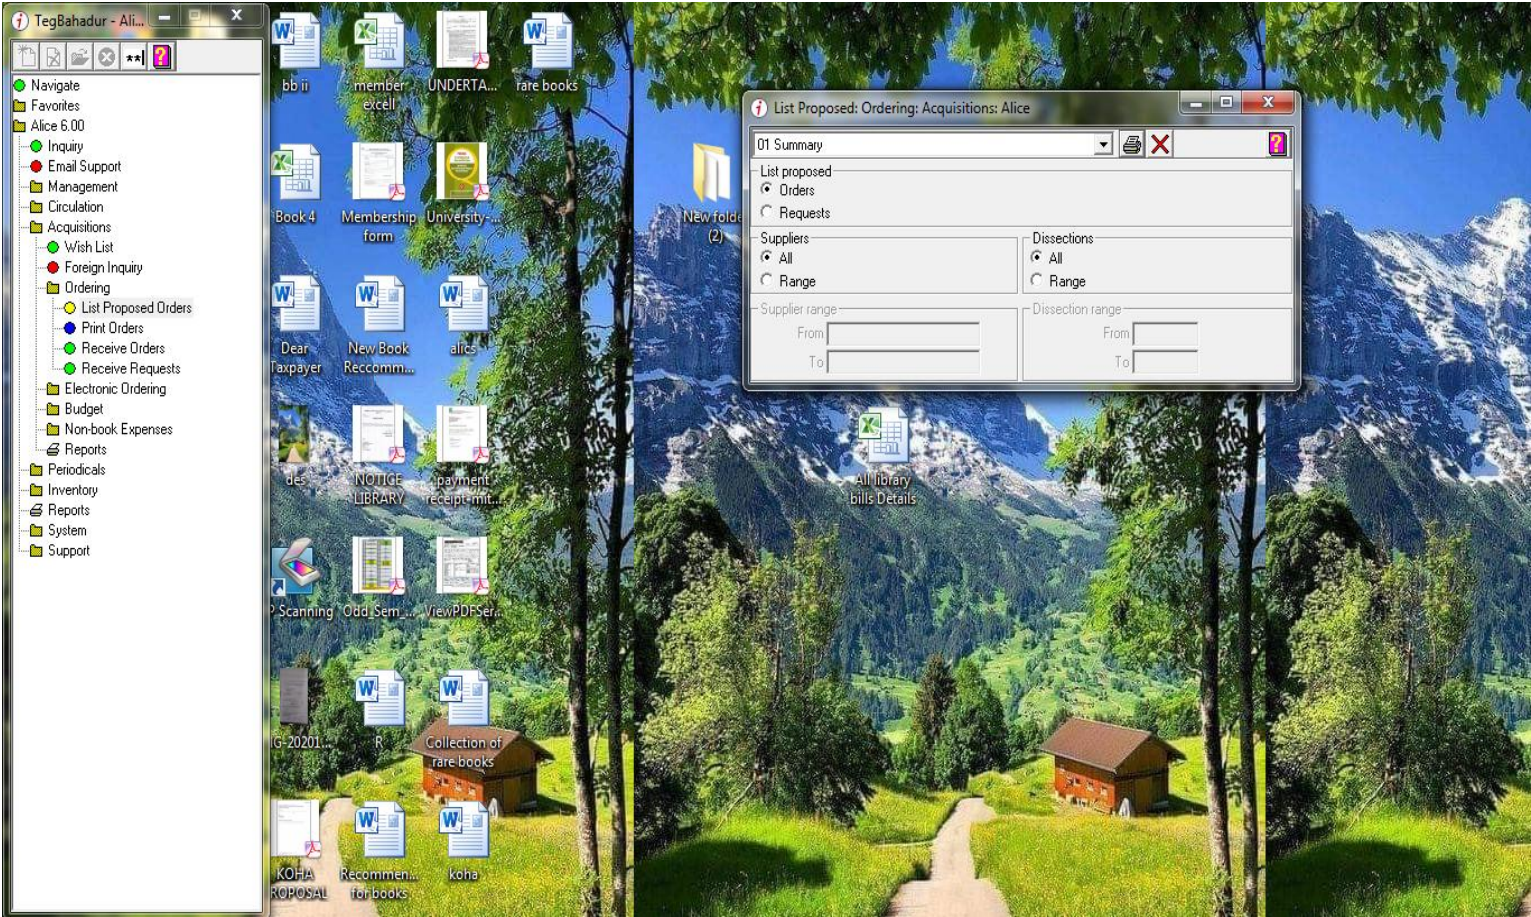 TegBahadur - Ali...
Navigate
Favorites
Alice 6.00
Inquiry
Email Support
Management
Circulation
Acquisitions
Wish List
Foreign Inquiry
Ordering
List Proposed Orders
Print Orders
Receive Orders
Receive Requests
Electronic Ordering
Budget
Non-book Expenses
Reports
Periodicals
Inventory
Reports
System
Support
bb ii
member
excell
UNDERTA...
rare books
Book 4
Membership
form
University-...
New folde
(2)
Dear
Taxpayer
New Book
Reccomm...
alics
des
NOTICE
LIBRARY
payment
receipt-mit...
P Scanning
Odd_Sem_...
ViewPDFSer...
G-20201...
R
Collection of
rare books
KOHA
ROPOSAL
Recommen...
for books
koha
All library
bills Details
List Proposed: Ordering: Acquisitions: Alice
01 Summary
List proposed
Orders
Requests
Suppliers
All
Range
Dissections
All
Range
Supplier range
From
To
Dissection range
From
To